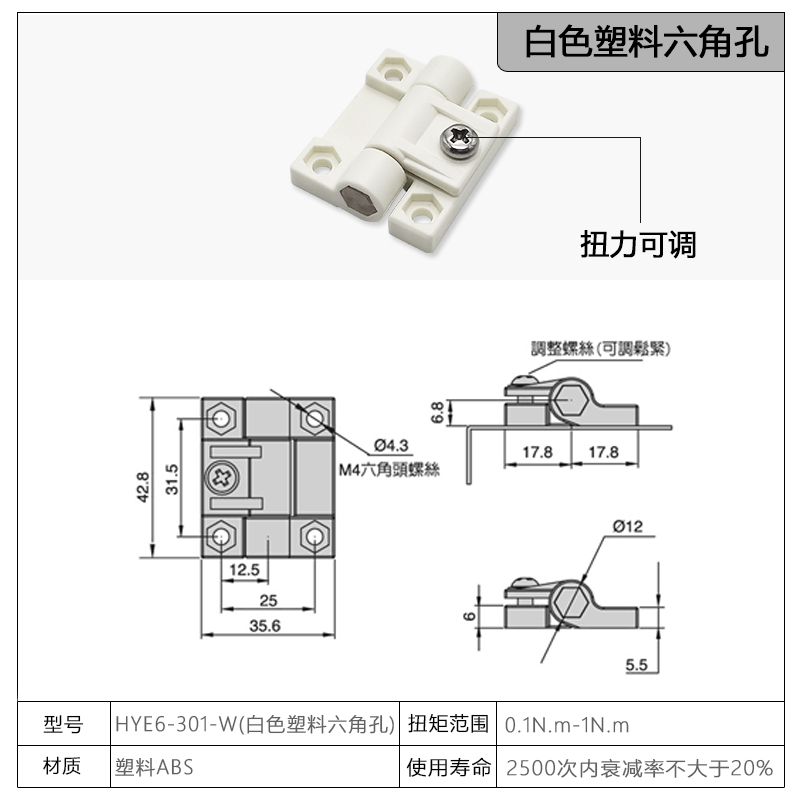 白色塑料六角孔
扭力可调
調整螺絲(可調鬆緊)
6.8
17.8 17.8
Ø4.3
M4六角頭螺絲
42.8
31.5
12.5
25
35.6
Ø12
6
5.5
型号 HYE6-301-W(白色塑料六角孔) 扭矩范围 0.1N.m-1N.m
材质 塑料ABS 使用寿命 2500次内衰减率不大于20%